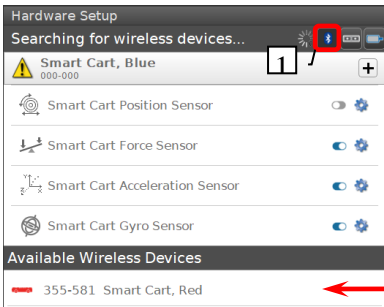 Hardware Setup
Searching for wireless devices...
1
Smart Cart, Blue
000-000
Smart Cart Position Sensor
Smart Cart Force Sensor
Smart Cart Acceleration Sensor
Smart Cart Gyro Sensor
Available Wireless Devices
355-581 Smart Cart, Red